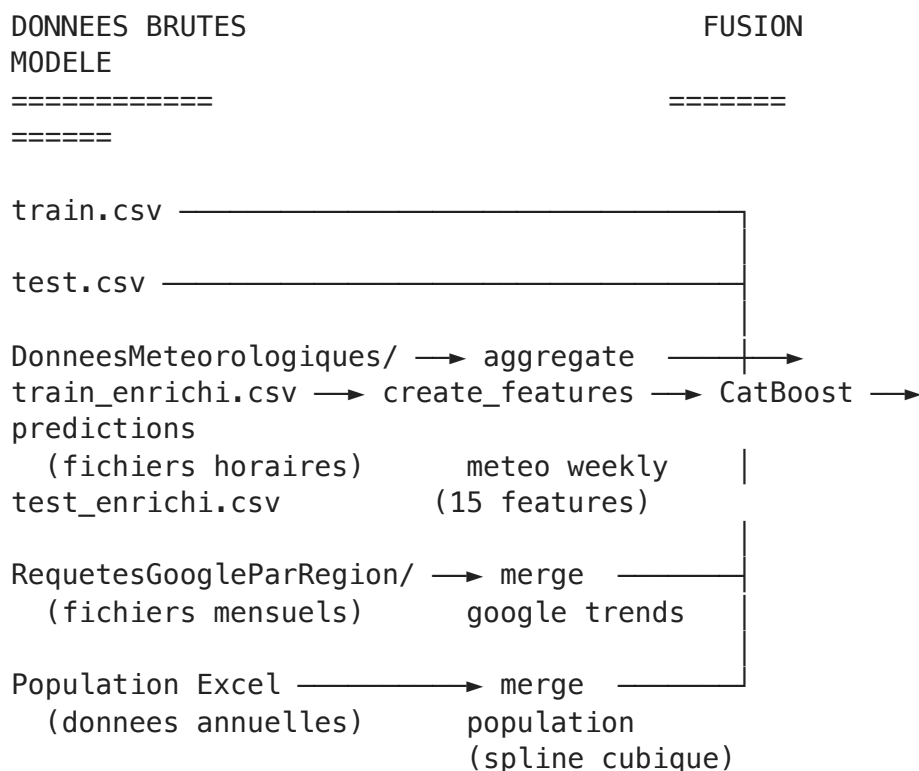 DONNEES BRUTES FUSION
MODELE
============ =======
======
train.csv
test.csv
DonneesMeteorologiques/ → aggregate →
train_enrichi.csv → create_features → CatBoost →
predictions
(fichiers horaires) meteo weekly
test_enrichi.csv (15 features)
RequetesGoogleParRegion/ → merge
(fichiers mensuels) google trends
Population Excel → merge
(donnees annuelles) population
(spline cubique)